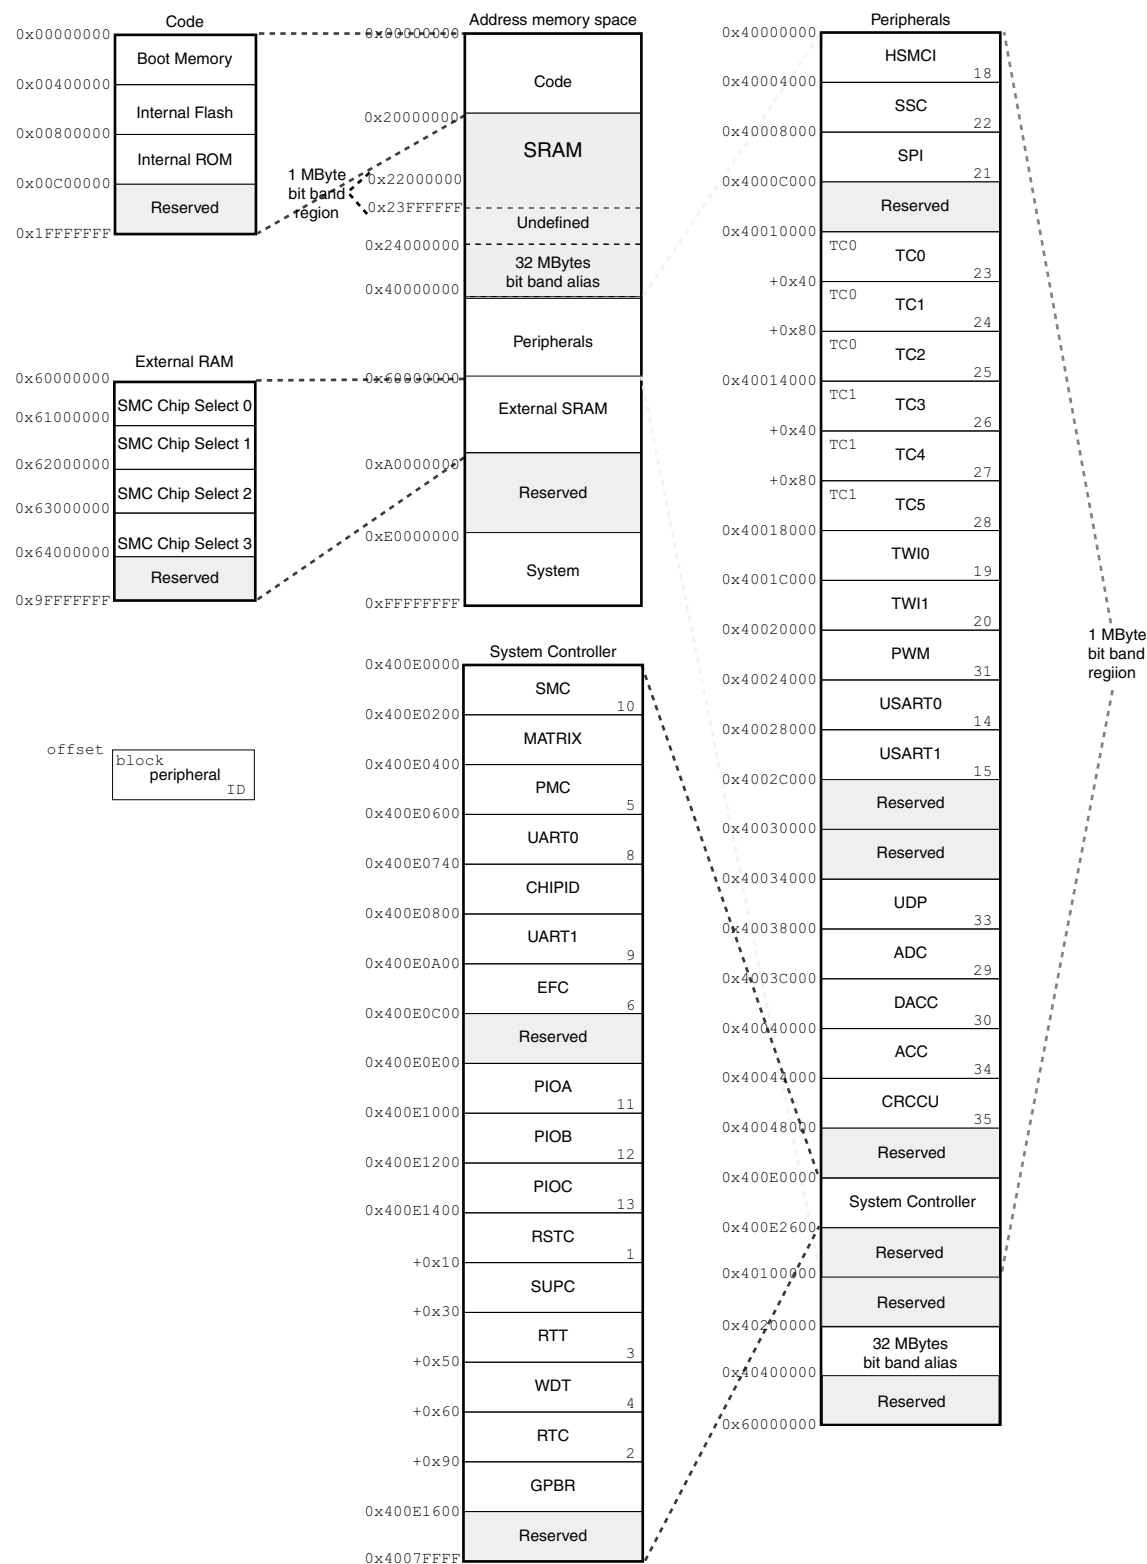 Code
0x00000000
Boot Memory
0x00400000
Internal Flash
0x00800000
Internal ROM
0x00C00000
Reserved
0x1FFFFFFF
1 MByte
bit band
region
External RAM
0x60000000
SMC Chip Select 0
0x61000000
SMC Chip Select 1
0x62000000
SMC Chip Select 2
0x63000000
SMC Chip Select 3
0x64000000
Reserved
0x9FFFFFFF
offset
block
peripheral
ID
Address memory space
0x00000000
Code
0x20000000
SRAM
0x22000000
0x23FFFFFF
Undefined
0x24000000
32 MBytes
bit band alias
0x40000000
Peripherals
0x60000000
External SRAM
0xA0000000
Reserved
0xE0000000
System
0xFFFFFFFF
System Controller
0x400E0000
SMC
10
0x400E0200
MATRIX
0x400E0400
PMC
5
0x400E0600
UART0
8
0x400E0740
CHIPID
0x400E0800
UART1
9
0x400E0A00
EFC
6
0x400E0C00
Reserved
0x400E0E00
PIOA
11
0x400E1000
PIOB
12
0x400E1200
PIOC
13
0x400E1400
RSTC
1
+0x10
SUPC
+0x30
RTT
3
+0x50
WDT
4
+0x60
RTC
2
+0x90
GPBR
0x400E1600
Reserved
0x4007FFFF
Peripherals
0x40000000
HSMCI
18
0x40004000
SSC
22
0x40008000
SPI
21
0x4000C000
Reserved
0x40010000
TC0
TC0
23
+0x40
TC0
TC1
24
+0x80
TC0
TC2
25
0x40014000
TC1
TC3
26
+0x40
TC1
TC4
27
+0x80
TC1
TC5
28
0x40018000
TWI0
19
0x4001C000
TWI1
20
0x40020000
PWM
31
0x40024000
USART0
14
0x40028000
USART1
15
0x4002C000
Reserved
0x40030000
Reserved
0x40034000
UDP
33
0x40038000
ADC
29
0x4003C000
DACC
30
0x40040000
ACC
34
0x40044000
CRCCU
35
0x40048000
Reserved
0x400E0000
System Controller
0x400E2600
Reserved
0x40100000
Reserved
0x40200000
32 MBytes
bit band alias
0x40400000
Reserved
0x60000000
1 MByte
bit band
regiion